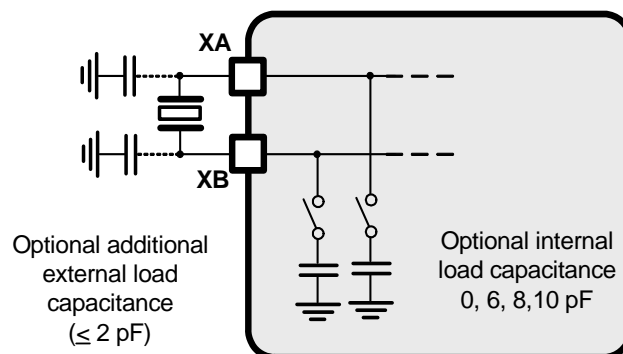 XA
XB
Optional additional
external load
capacitance
(≤ 2 pF)
Optional internal
load capacitance
0, 6, 8,10 pF